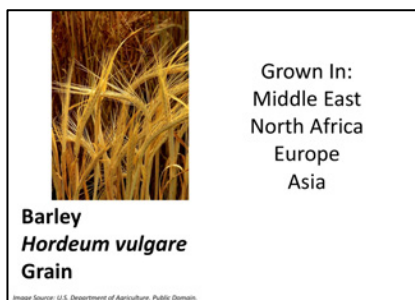 Grown In:
Middle East
North Africa
Europe
Asia
Barley
Hordeum vulgare
Grain
Image Source: U.S. Department of Agriculture, Public Domain.